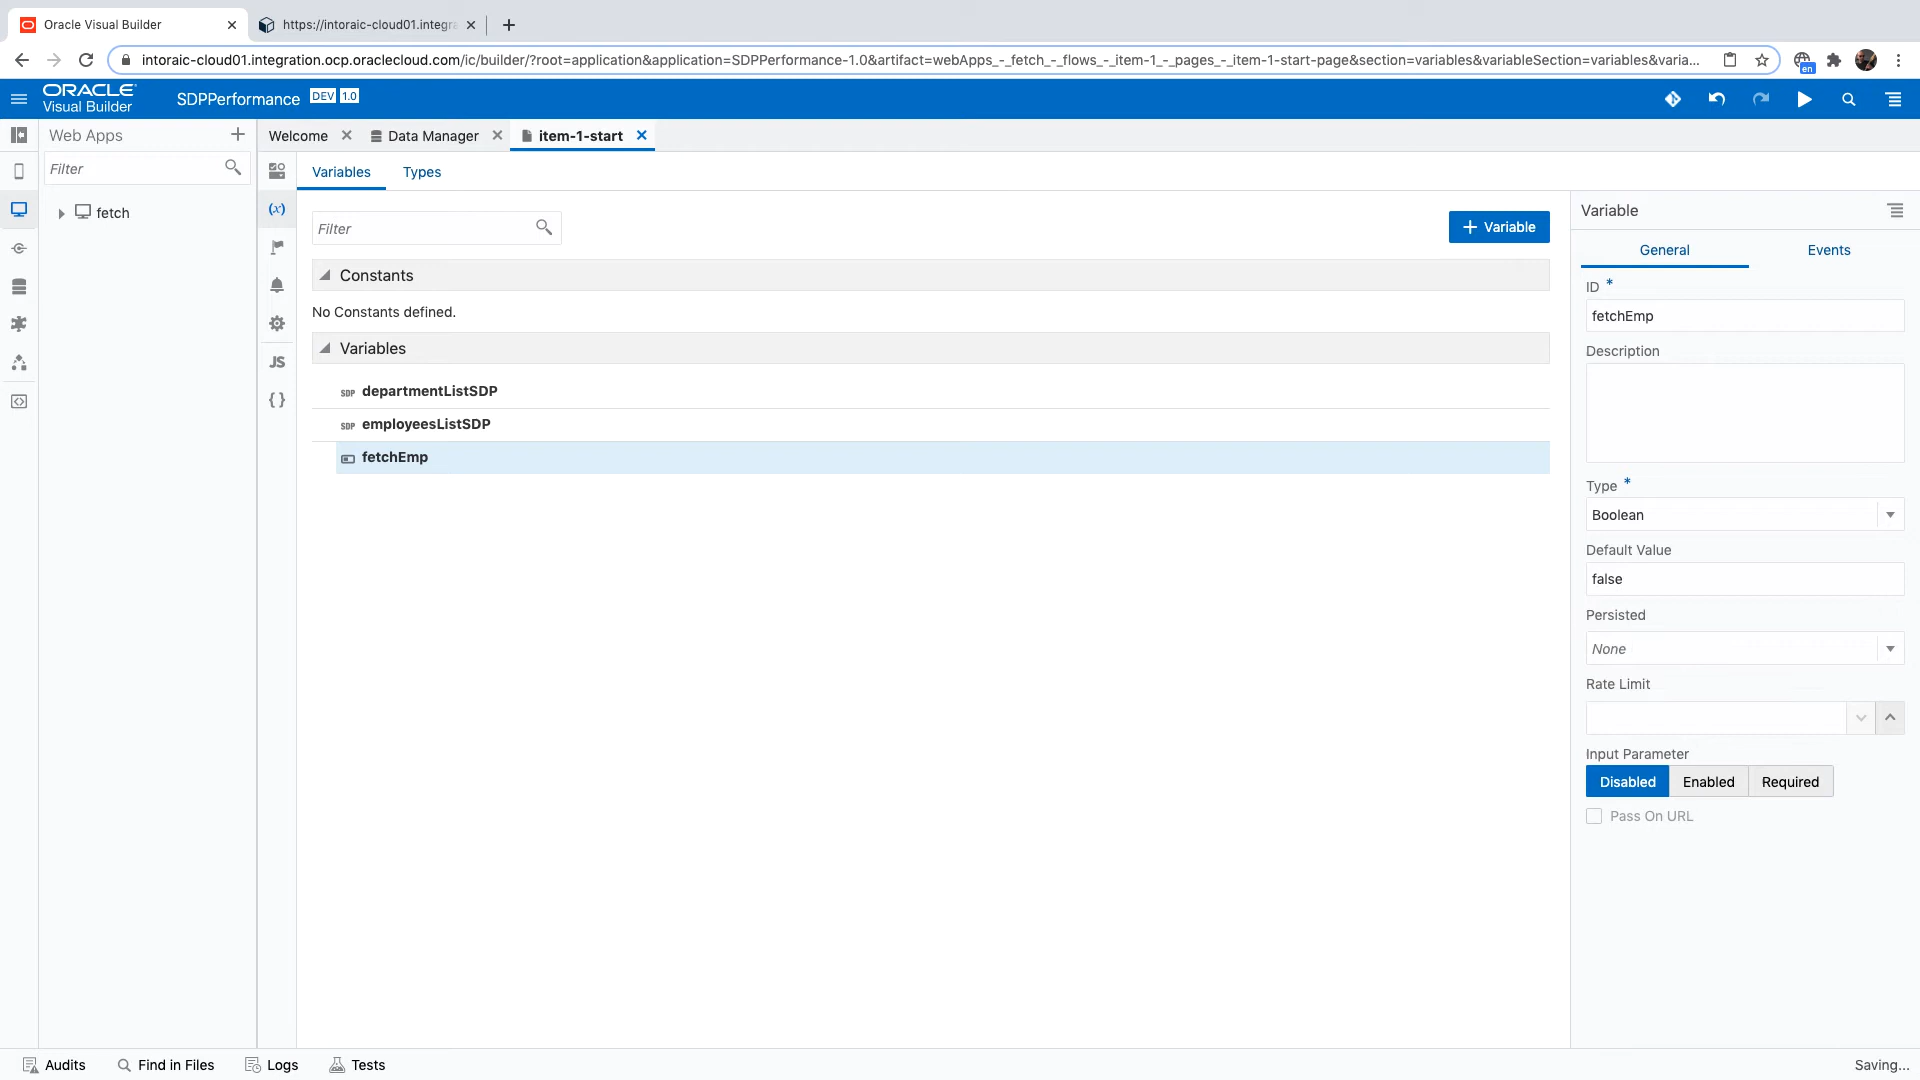 Oracle Visual Builder
https://intoraic-cloud01.integra
intoraic-cloud01.integration.ocp.oraclecloud.com/ic/builder/?root=application&application=SDPPerformance-1.0&artifact=webApps_-_fetch_-_flows_-_item-1_-_pages_-_item-1-start-page&section=variables&variableSection=variables&varia...
en
ORACLE
Visual Builder
SDPPerformance
DEV
1.0
Web Apps
Filter
fetch
Welcome
Data Manager
item-1-start
(x)
JS
{ }
Variables
Types
Filter
+ Variable
Constants
No Constants defined.
Variables
SDP departmentListSDP
SDP employeesListSDP
fetchEmp
Variable
General
Events
ID *
fetchEmp
Description
Type *
Boolean
Default Value
false
Persisted
None
Rate Limit
Input Parameter
Disabled
Enabled
Required
Pass On URL
Audits
Find in Files
Logs
Tests
Saving...